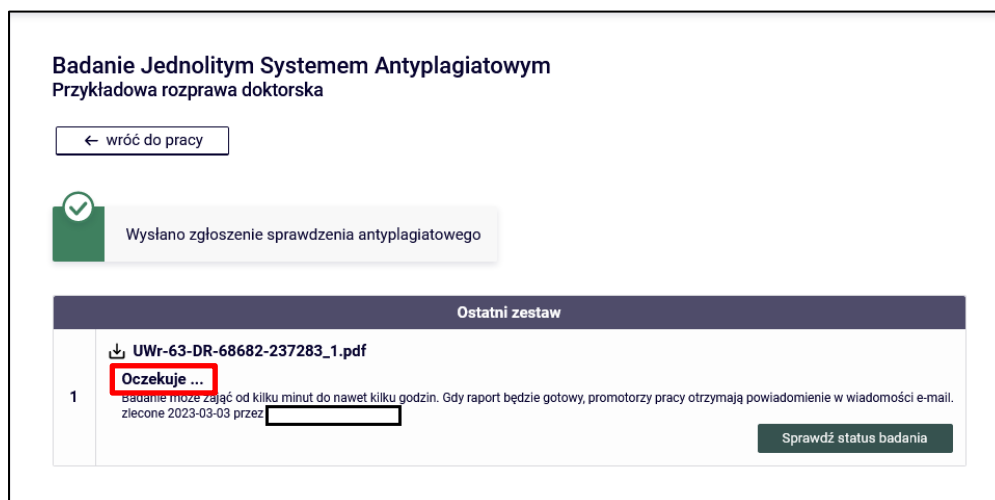 Badanie Jednolitym Systemem Antyplagiatowym
Przykładowa rozprawa doktorska
← wróć do pracy
Wysłano zgłoszenie sprawdzenia antyplagiatowego
Ostatni zestaw
UWr-63-DR-68682-237283_1.pdf
Oczekuje ...
1
Badanie może zająć od kilku minut do nawet kilku godzin. Gdy raport będzie gotowy, promotorzy pracy otrzymają powiadomienie w wiadomości e-mail.
zlecone 2023-03-03 przez
Sprawdź status badania